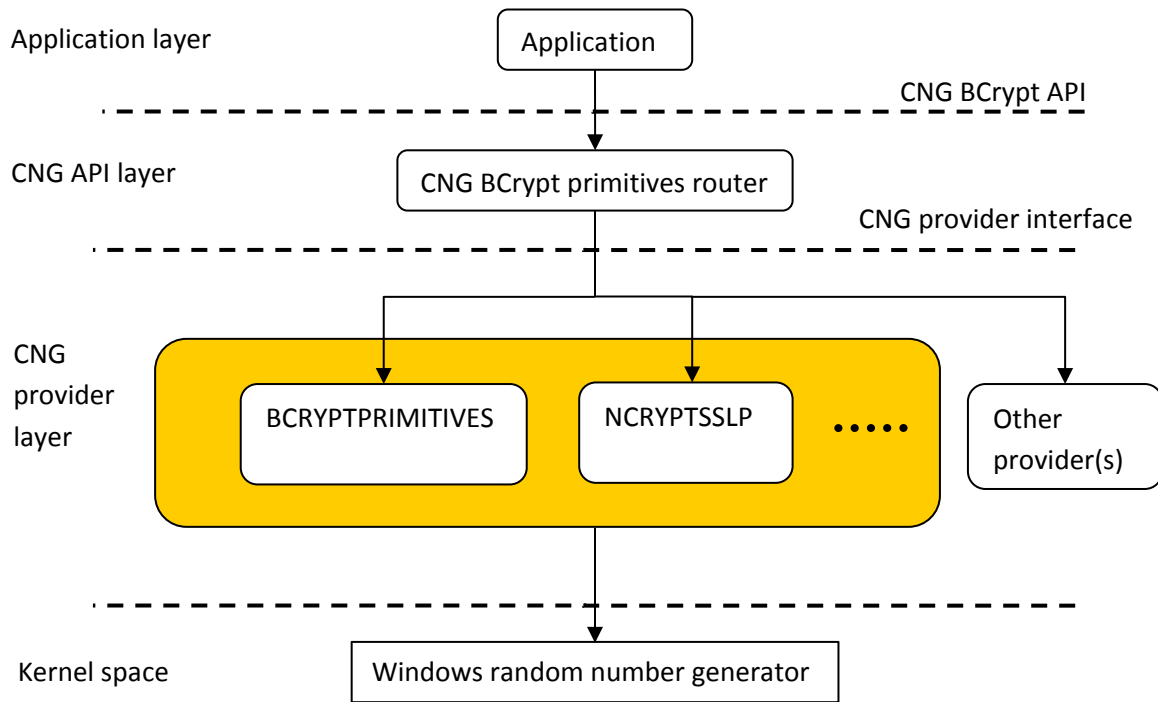 Application layer
Application
CNG BCrypt API
CNG API layer
CNG BCrypt primitives router
CNG provider interface
CNG
provider
layer
BCRYPTPRIMITIVES
NCRYPTSSLP
.....
Other
provider(s)
Kernel space
Windows random number generator